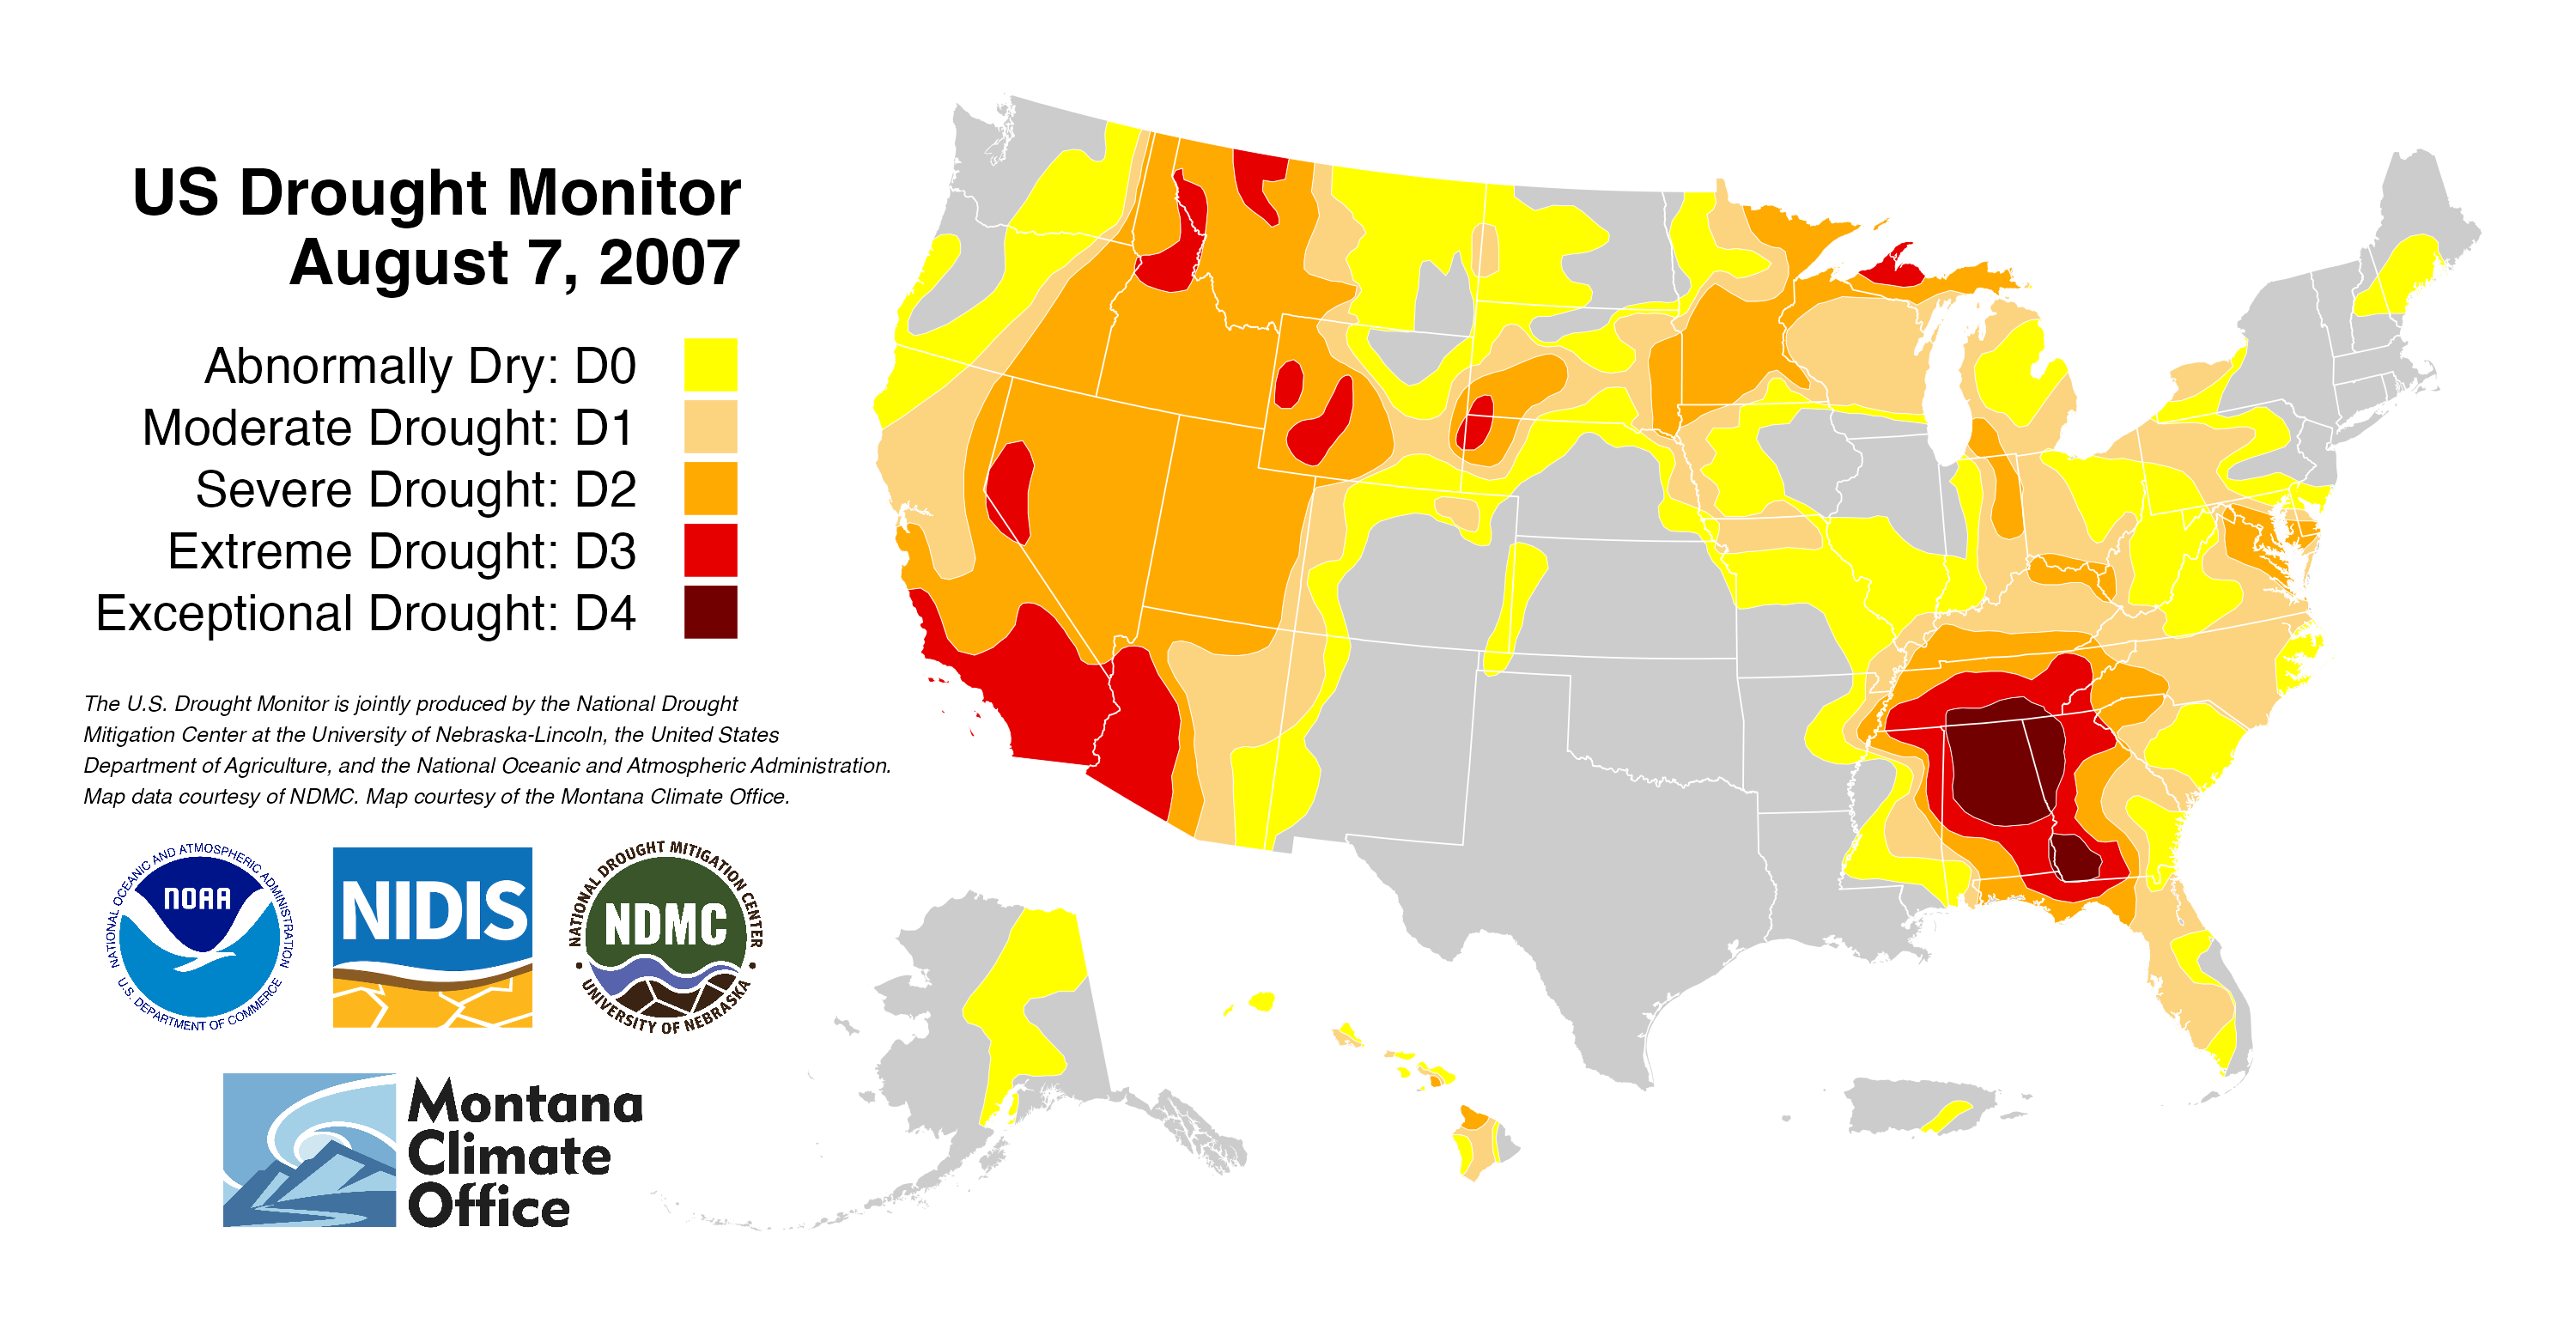 US Drought Monitor
August 7, 2007
Abnormally Dry: D0
Moderate Drought: D1
Severe Drought: D2
Extreme Drought: D3
Exceptional Drought: D4
The U.S. Drought Monitor is jointly produced by the National Drought
Mitigation Center at the University of Nebraska-Lincoln, the United States
Department of Agriculture, and the National Oceanic and Atmospheric Administration.
Map data courtesy of NDMC. Map courtesy of the Montana Climate Office.
NATIONAL OCEANIC AND ATMOSPHERIC ADMINISTRATION
NOAA
U.S. DEPARTMENT OF COMMERCE
NIDIS
NATIONAL DROUGHT MITIGATION CENTER
NDMC
• UNIVERSITY OF NEBRASKA •
Montana
Climate
Office